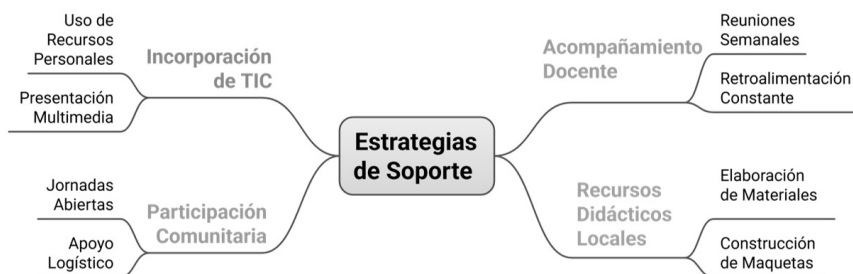 Estrategias
de Soporte
Incorporación
de TIC
Uso de
Recursos
Personales
Presentación
Multimedia
Participación
Comunitaria
Jornadas
Abiertas
Apoyo
Logístico
Acompañamiento
Docente
Reuniones
Semanales
Retroalimentación
Constante
Recursos
Didácticos
Locales
Elaboración
de Materiales
Construcción
de Maquetas